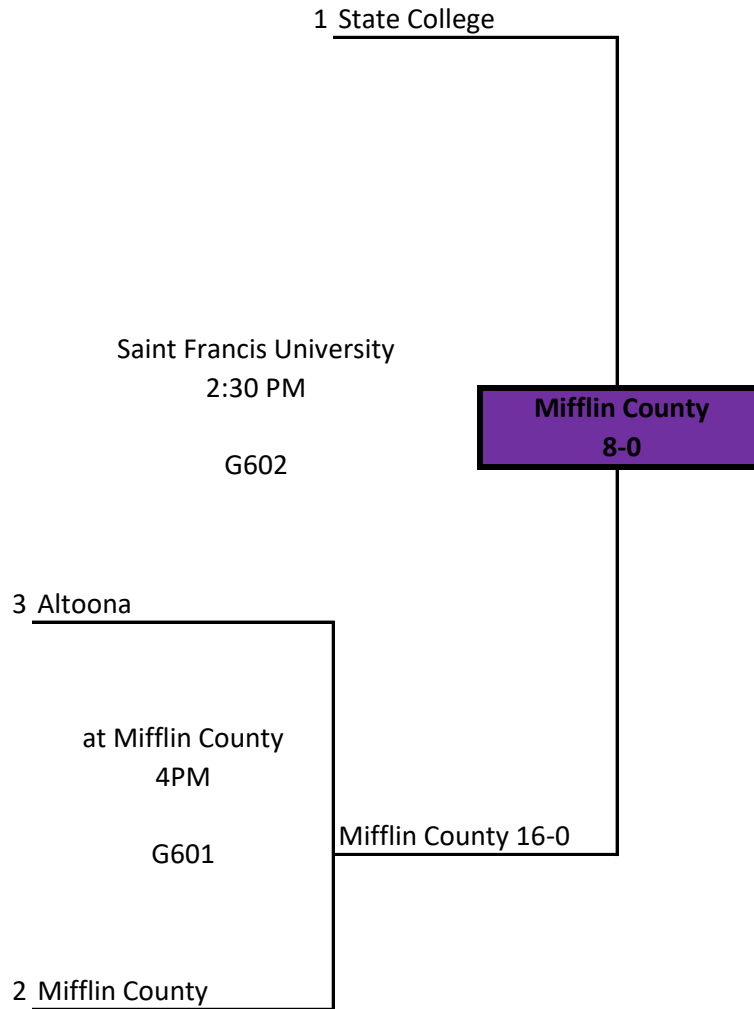 1 State College
Saint Francis University
2:30 PM
Mifflin County
8-0
G602
3 Altoona
at Mifflin County
4PM
Mifflin County 16-0
G601
2 Mifflin County